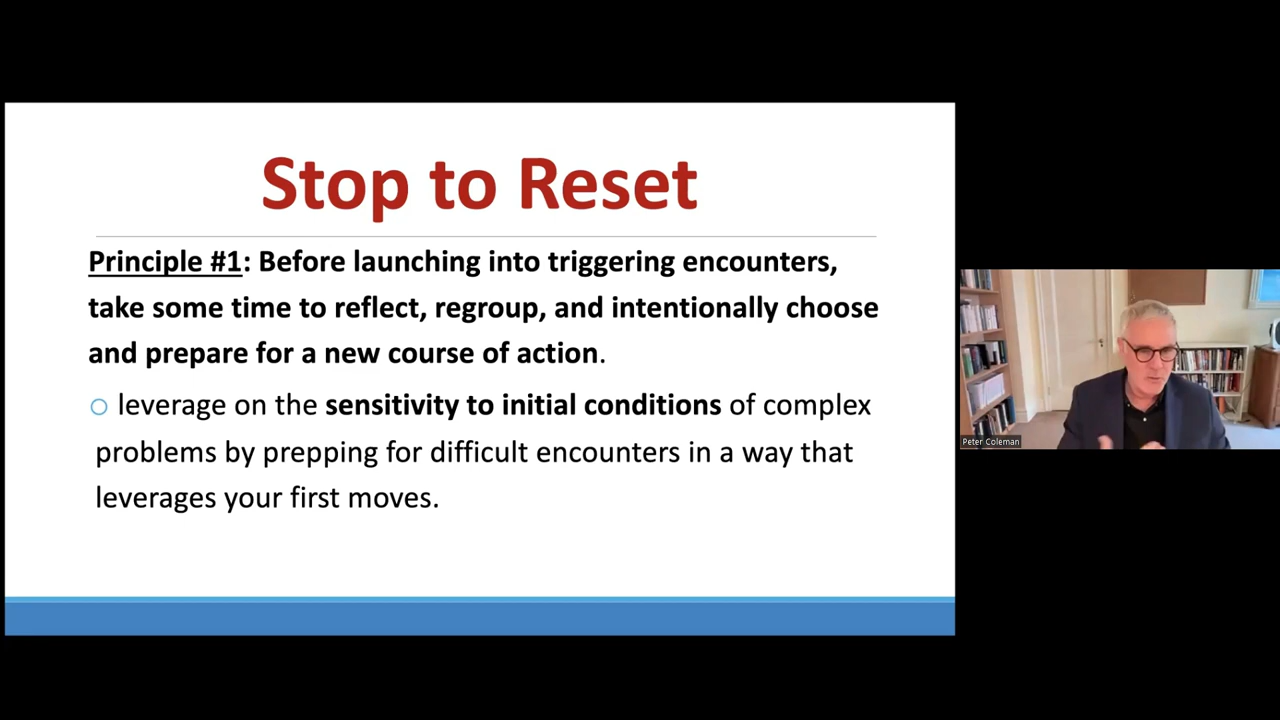 Stop to Reset
Principle #1: Before launching into triggering encounters,
take some time to reflect, regroup, and intentionally choose
and prepare for a new course of action.
leverage on the sensitivity to initial conditions of complex
problems by prepping for difficult encounters in a way that
leverages your first moves.
Peter Coleman